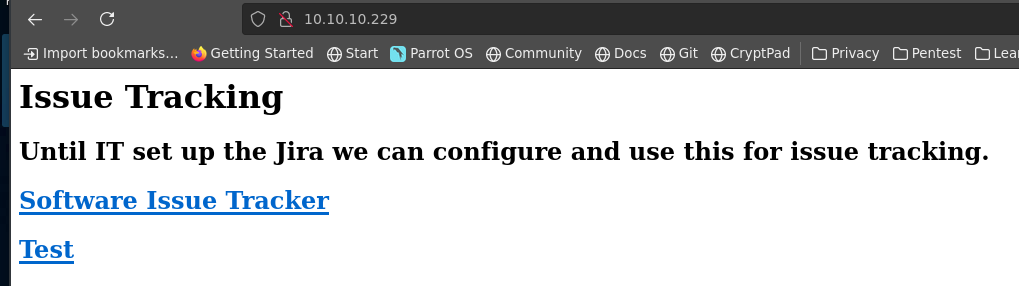 10.10.10.229
Import bookmarks... Getting Started Start Parrot OS Community Docs Git CryptPad Privacy Pentest
Issue Tracking
Until IT set up the Jira we can configure and use this for issue tracking.
Software Issue Tracker
Test